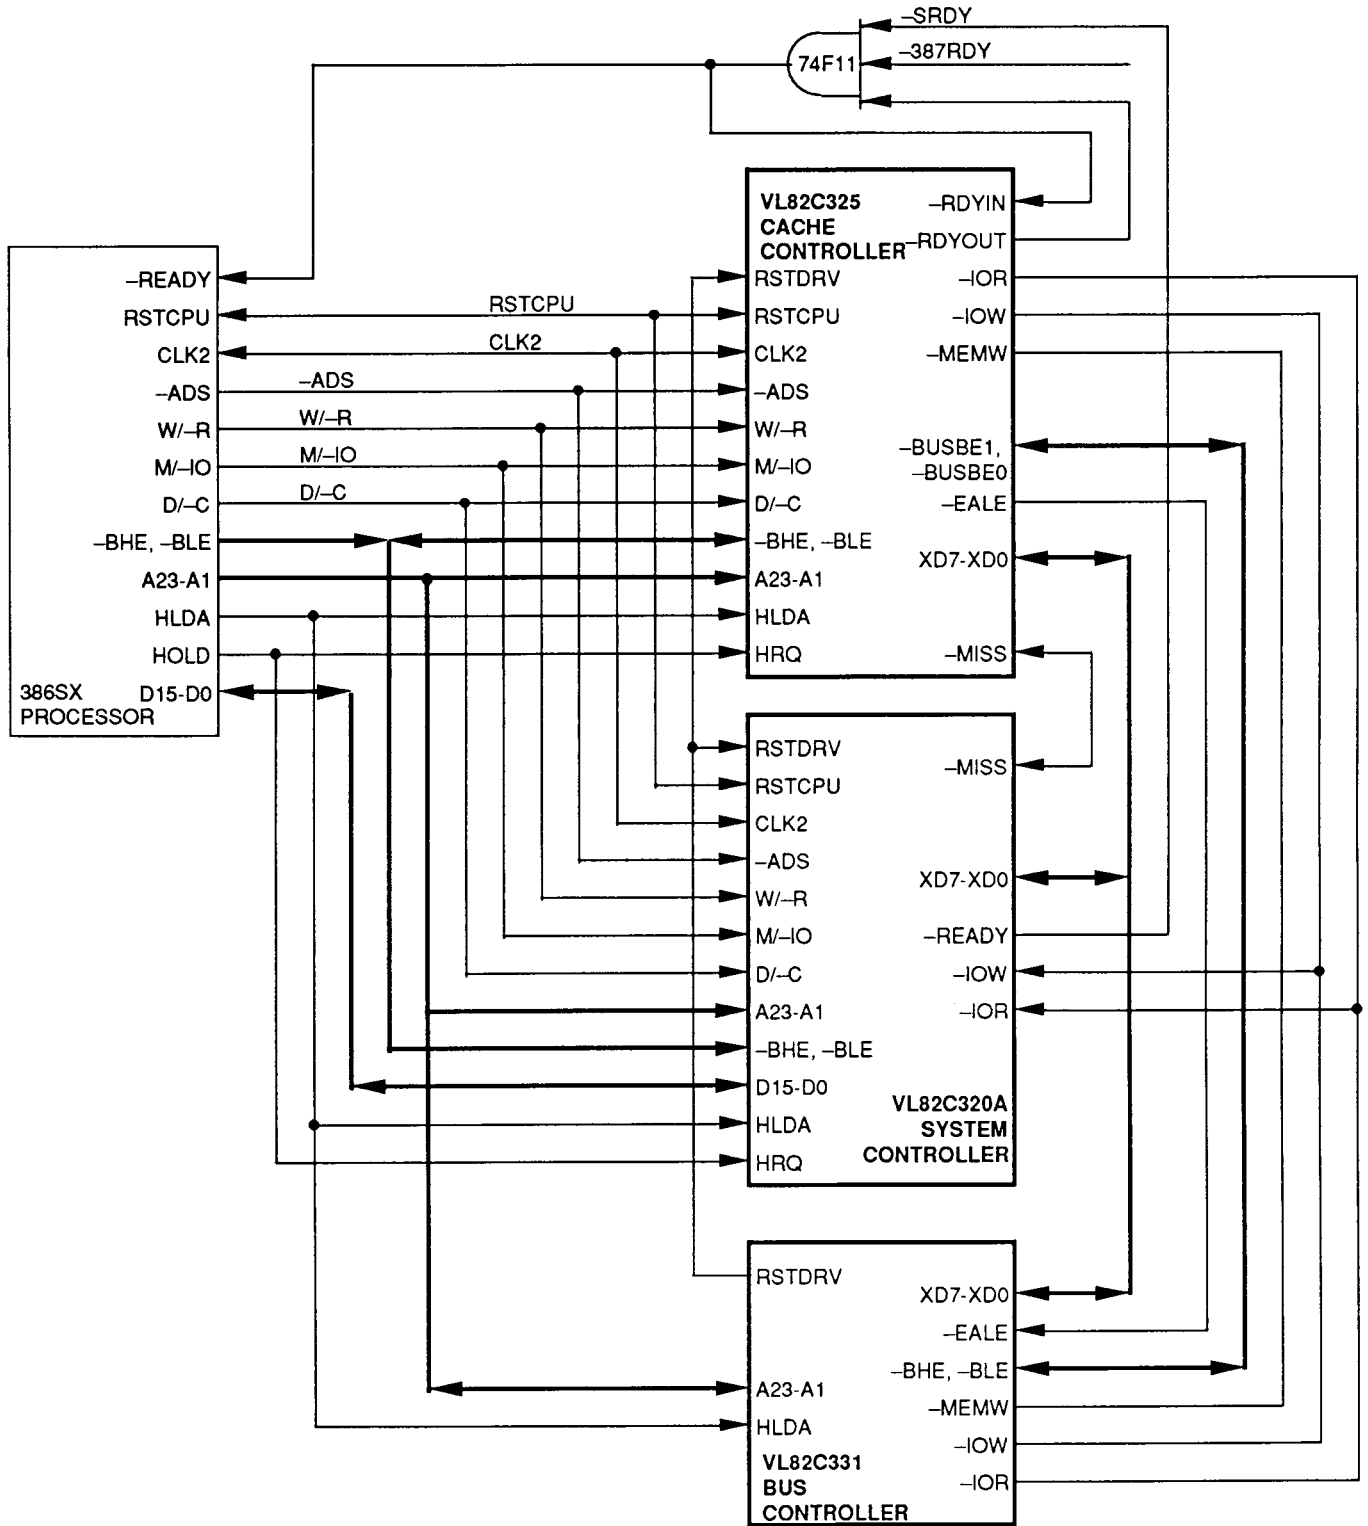 –SRDY
–387RDY
74F11
VL82C325
CACHE
CONTROLLER
–RDYIN
–RDYOUT
RSTDRV
RSTCPU
CLK2
–ADS
W/–R
M/–IO
D/–C
–BHE, –BLE
A23-A1
HLDA
HRQ
–IOR
–IOW
–MEMW
–BUSBE1,
–BUSBE0
–EALE
XD7-XD0
–MISS
–READY
RSTCPU
CLK2
–ADS
W/–R
M/–IO
D/–C
–BHE, –BLE
A23-A1
HLDA
HOLD
D15-D0
386SX
PROCESSOR
RSTCPU
CLK2
–ADS
W/–R
M/–IO
D/–C
RSTDRV
RSTCPU
CLK2
–ADS
W/–R
M/–IO
D/–C
A23-A1
–BHE, –BLE
D15-D0
HLDA
HRQ
–MISS
XD7-XD0
–READY
–IOW
–IOR
VL82C320A
SYSTEM
CONTROLLER
RSTDRV
A23-A1
HLDA
XD7-XD0
–EALE
–BHE, –BLE
–MEMW
–IOW
–IOR
VL82C331
BUS
CONTROLLER